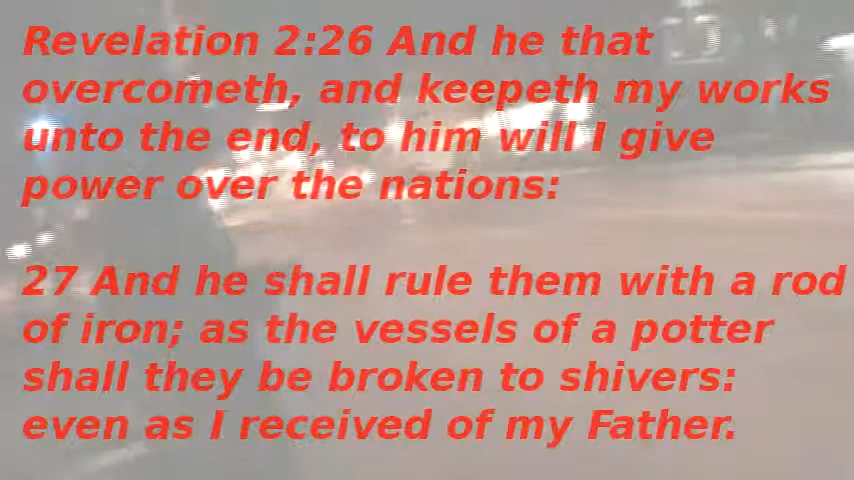 Revelation 2:26 And he that
overcometh, and keepeth my works
unto the end, to him will I give
power over the nations:
27 And he shall rule them with a rod
of iron; as the vessels of a potter
shall they be broken to shivers:
even as I received of my Father.